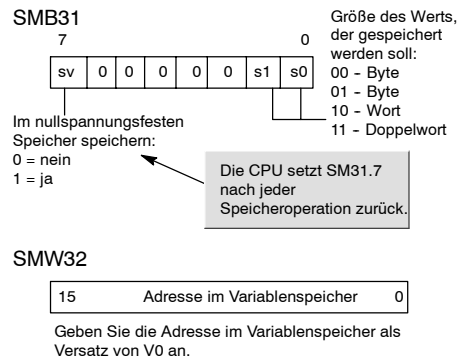 SMB31
7 0
sv 0 0 0 0 0 s1 s0
Größe des Werts,
der gespeichert
werden soll:
00 - Byte
01 - Byte
10 - Wort
11 - Doppelwort
Im nullspannungsfesten
Speicher speichern:
0 = nein
1 = ja
Die CPU setzt SM31.7
nach jeder
Speicheroperation zurück.
SMW32
15 Adresse im Variablenspeicher 0
Geben Sie die Adresse im Variablenspeicher als
Versatz von V0 an.